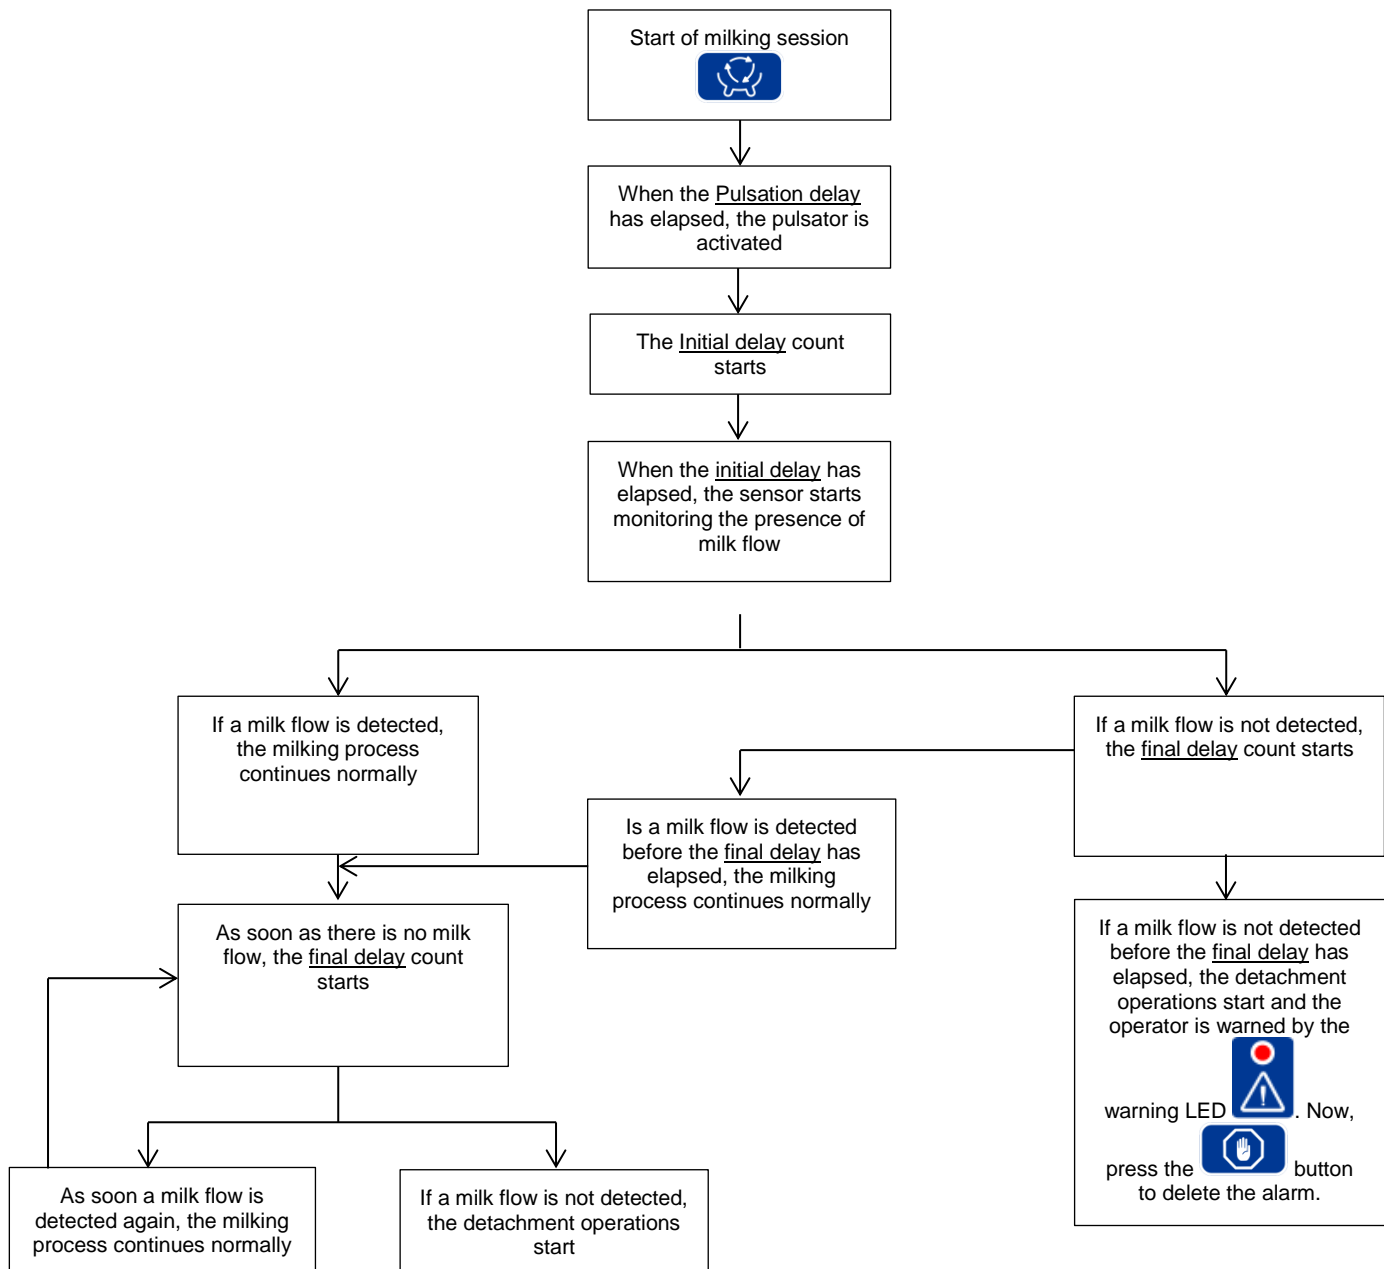 Start of milking session
When the Pulsation delay
has elapsed, the pulsator is
activated
The Initial delay count
starts
When the initial delay has
elapsed, the sensor starts
monitoring the presence of
milk flow
If a milk flow is detected,
the milking process
continues normally
If a milk flow is not detected,
the final delay count starts
Is a milk flow is detected
before the final delay has
elapsed, the milking
process continues normally
As soon as there is no milk
flow, the final delay count
starts
If a milk flow is not detected
before the final delay has
elapsed, the detachment
operations start and the
operator is warned by the
warning LED . Now,
press the button
to delete the alarm.
As soon a milk flow is
detected again, the milking
process continues normally
If a milk flow is not detected,
the detachment operations
start